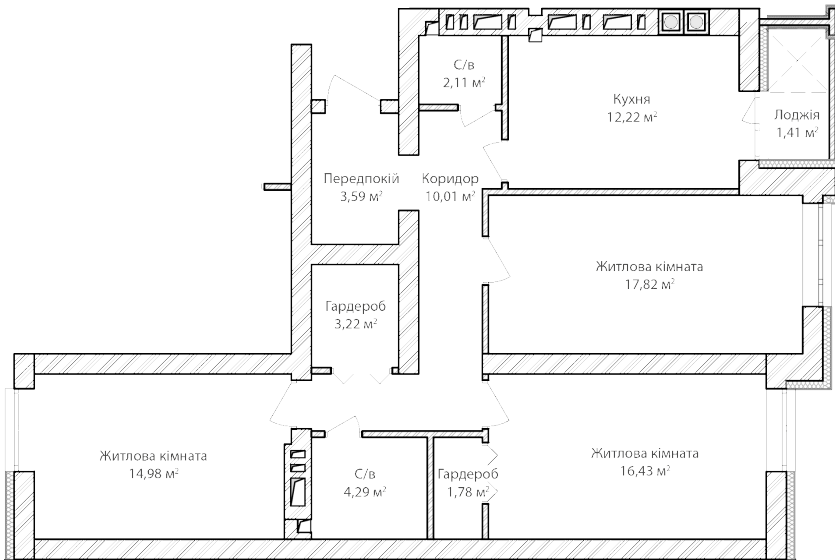 С/в
2,11 м²
Кухня
12,22 м²
Лоджія
1,41 м²
Передпокій
3,59 м²
Коридор
10,01 м²
Житлова кімната
17,82 м²
Гардероб
3,22 м²
Житлова кімната
14,98 м²
С/в
4,29 м²
Гардероб
1,78 м²
Житлова кімната
16,43 м²